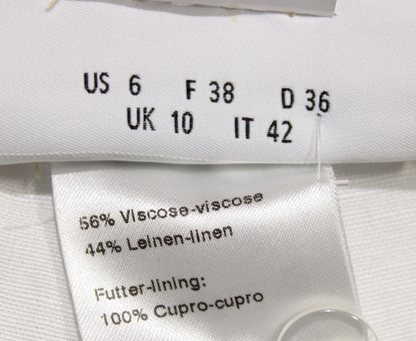 US 6 F 38 D 36
UK 10 IT 42
56% Viscose-viscose
44% Leinen-linen
Futter-lining:
100% Cupro-cupro